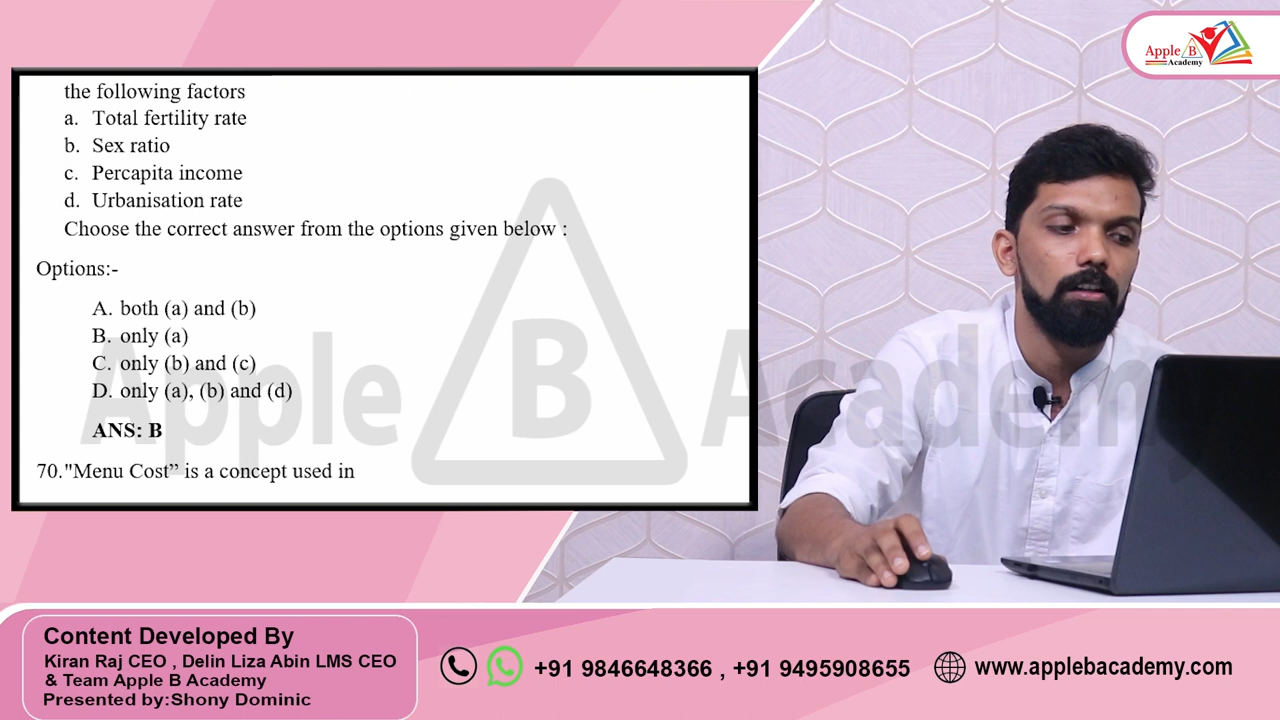 Apple B
Academy
the following factors
a. Total fertility rate
b. Sex ratio
c. Percapita income
d. Urbanisation rate
Choose the correct answer from the options given below :
Options:-
A. both (a) and (b)
B. only (a)
C. only (b) and (c)
D. only (a), (b) and (d)
ANS: B
70."Menu Cost” is a concept used in
Apple B Academy
Content Developed By
Kiran Raj CEO , Delin Liza Abin LMS CEO
& Team Apple B Academy
Presented by:Shony Dominic
+91 9846648366 , +91 9495908655
www.applebacademy.com